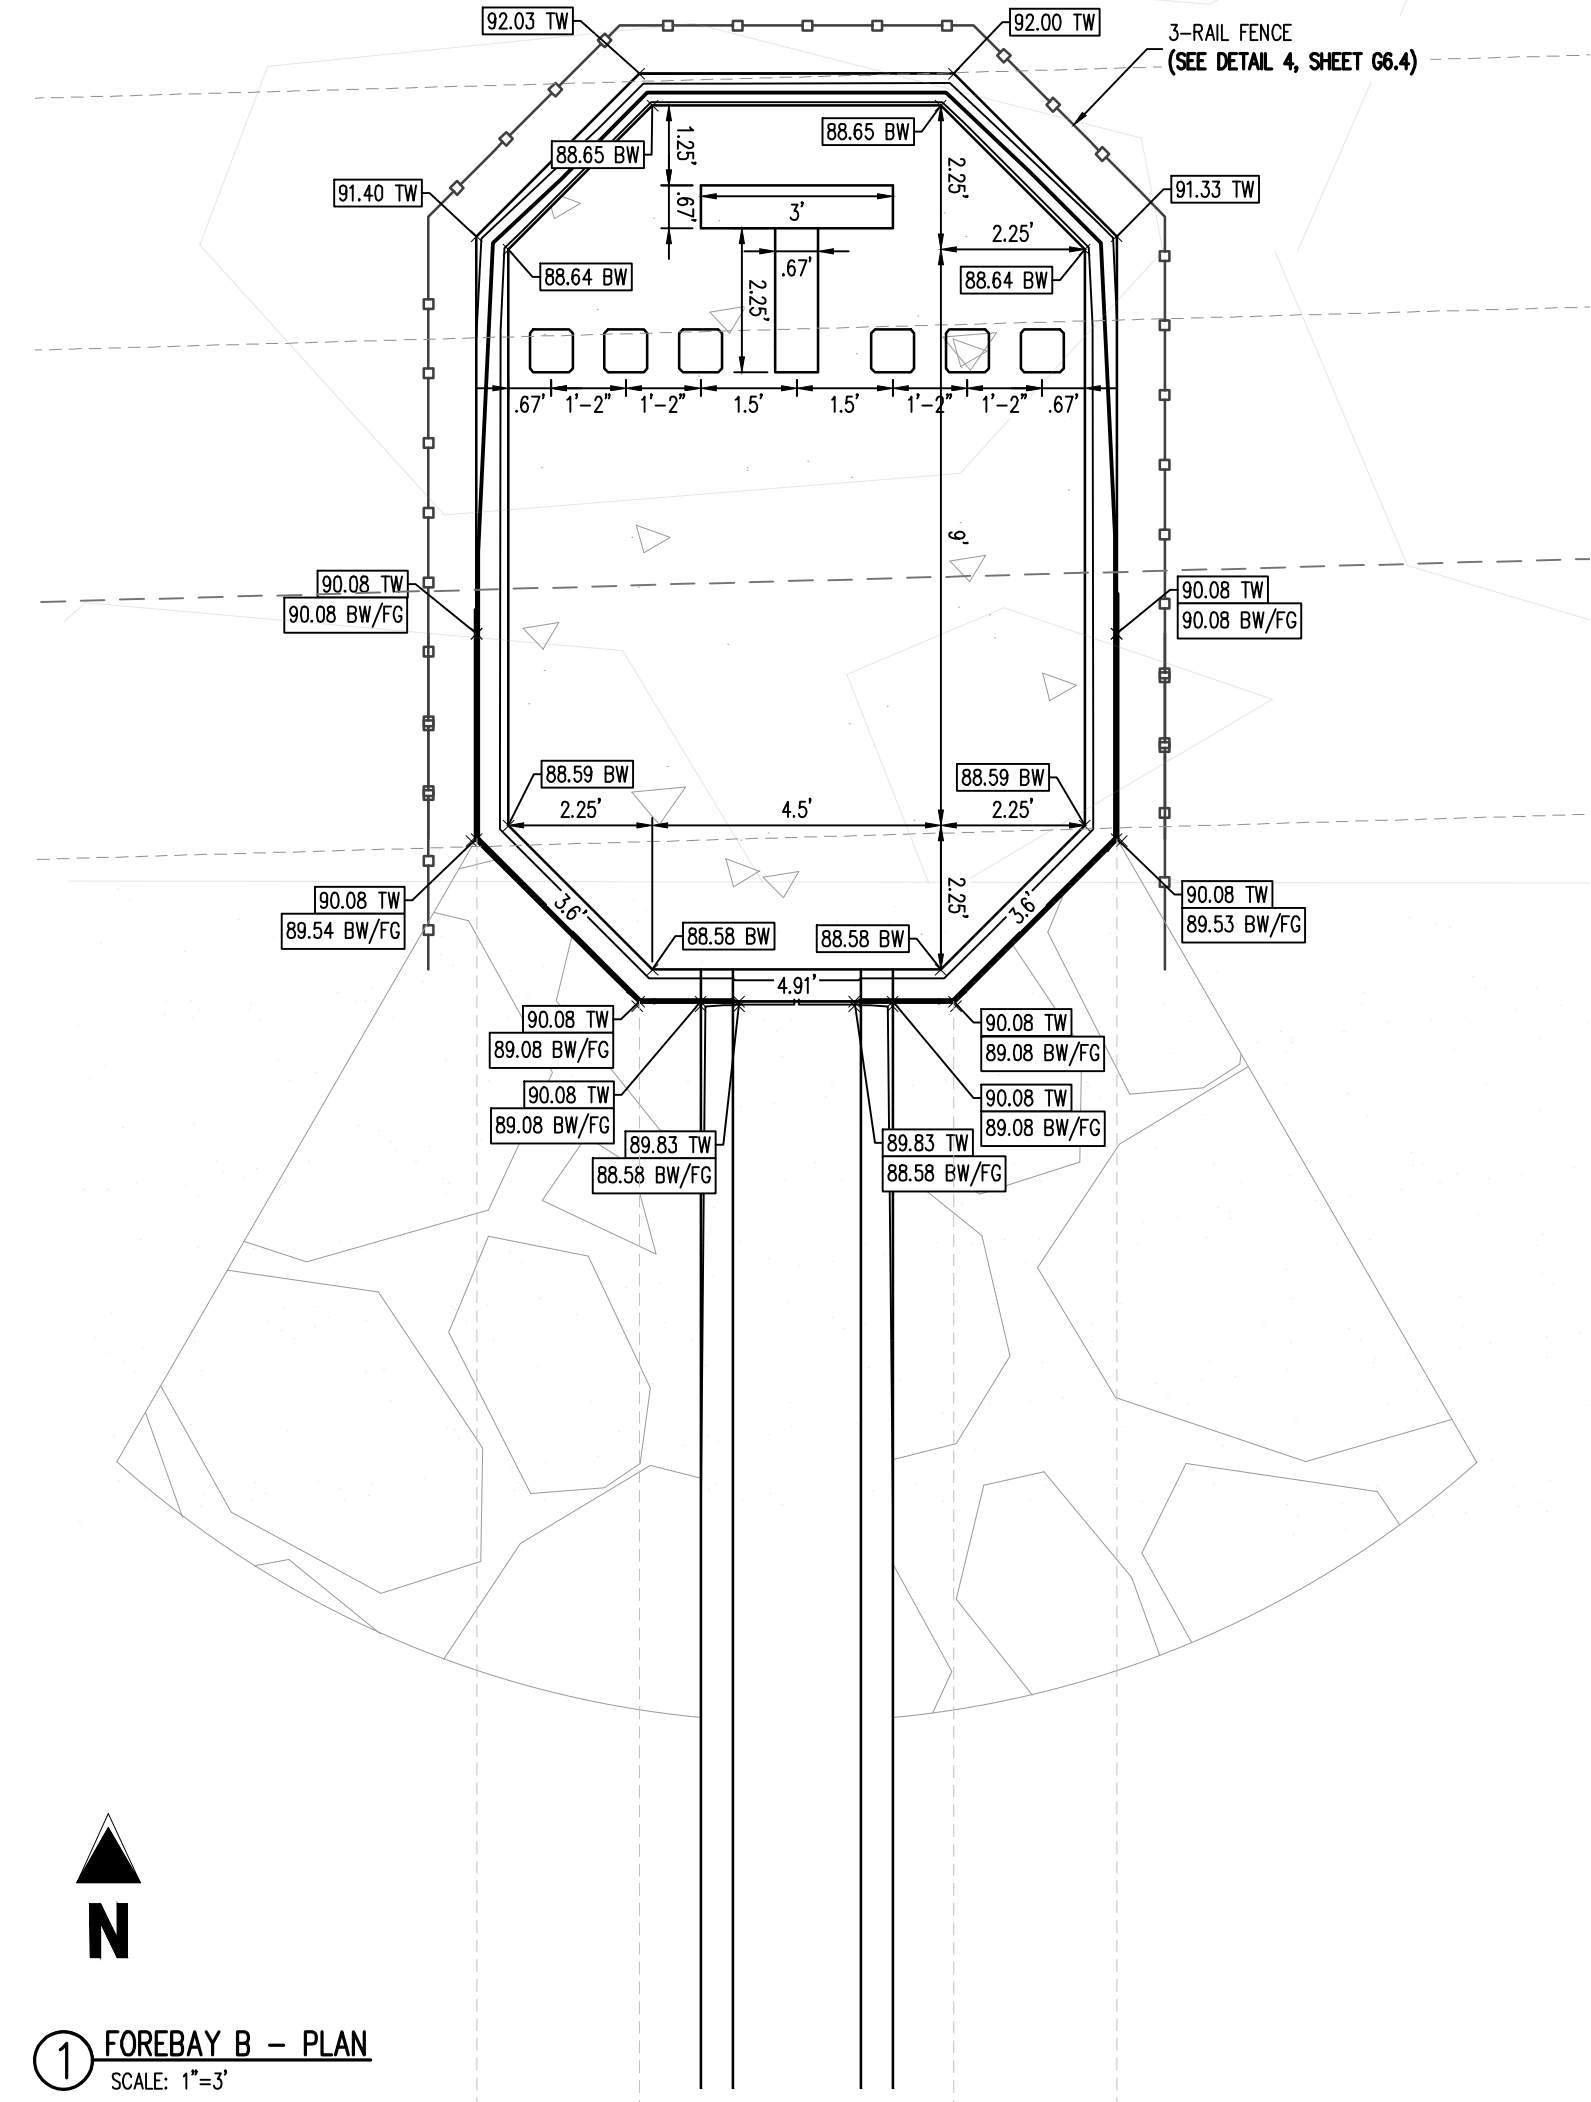 92.03 TW
92.00 TW
3-RAIL FENCE
(SEE DETAIL 4, SHEET G6.4)
88.65 BW
88.65 BW
1.25'
2.25'
91.40 TW
91.33 TW
.67'
3'
2.25'
88.64 BW
.67'
88.64 BW
2.25'
.67'
1'-2"
1'-2"
1.5'
1.5'
1'-2"
1'-2"
.67'
9'
90.08 TW
90.08 BW/FG
90.08 TW
90.08 BW/FG
88.59 BW
88.59 BW
2.25'
4.5'
2.25'
90.08 TW
89.54 BW/FG
3.6'
2.25'
3.6'
90.08 TW
89.53 BW/FG
88.58 BW
88.58 BW
4.91'
90.08 TW
89.08 BW/FG
90.08 TW
89.08 BW/FG
90.08 TW
89.08 BW/FG
90.08 TW
89.08 BW/FG
89.83 TW
88.58 BW/FG
89.83 TW
88.58 BW/FG
N
1
FOREBAY B - PLAN
SCALE: 1"=3'